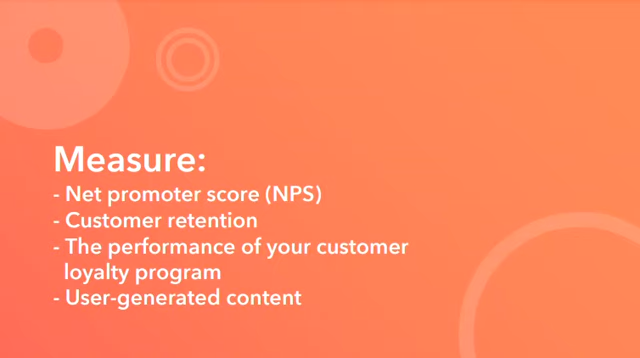 Measure:
- Net promoter score (NPS)
- Customer retention
- The performance of your customer
loyalty program
- User-generated content